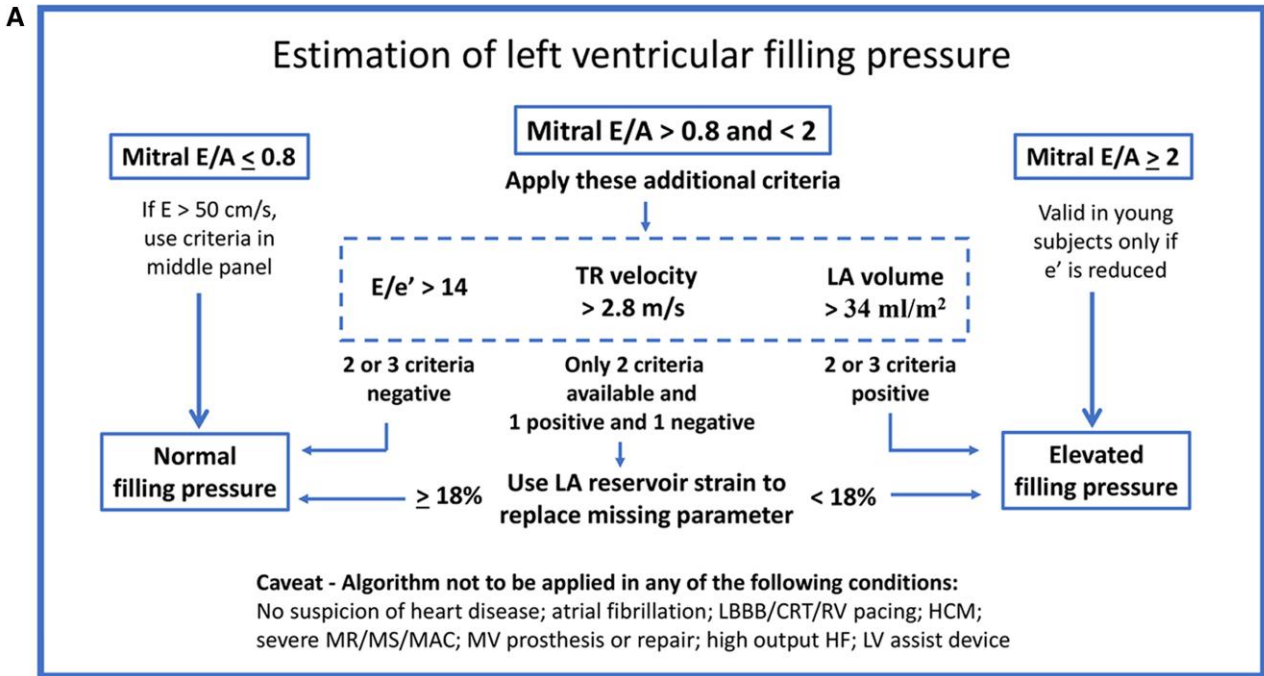 A
Estimation of left ventricular filling pressure
Mitral E/A ≤ 0.8
If E > 50 cm/s,
use criteria in
middle panel
Mitral E/A > 0.8 and < 2
Apply these additional criteria
Mitral E/A ≥ 2
Valid in young
subjects only if
e’ is reduced
E/e’ > 14
TR velocity
> 2.8 m/s
LA volume
> 34 ml/m²
2 or 3 criteria
negative
Only 2 criteria
available and
1 positive and 1 negative
2 or 3 criteria
positive
Normal
filling pressure
≥ 18%
Use LA reservoir strain to
replace missing parameter
< 18%
Elevated
filling pressure
Caveat - Algorithm not to be applied in any of the following conditions:
No suspicion of heart disease; atrial fibrillation; LBBB/CRT/RV pacing; HCM;
severe MR/MS/MAC; MV prosthesis or repair; high output HF; LV assist device